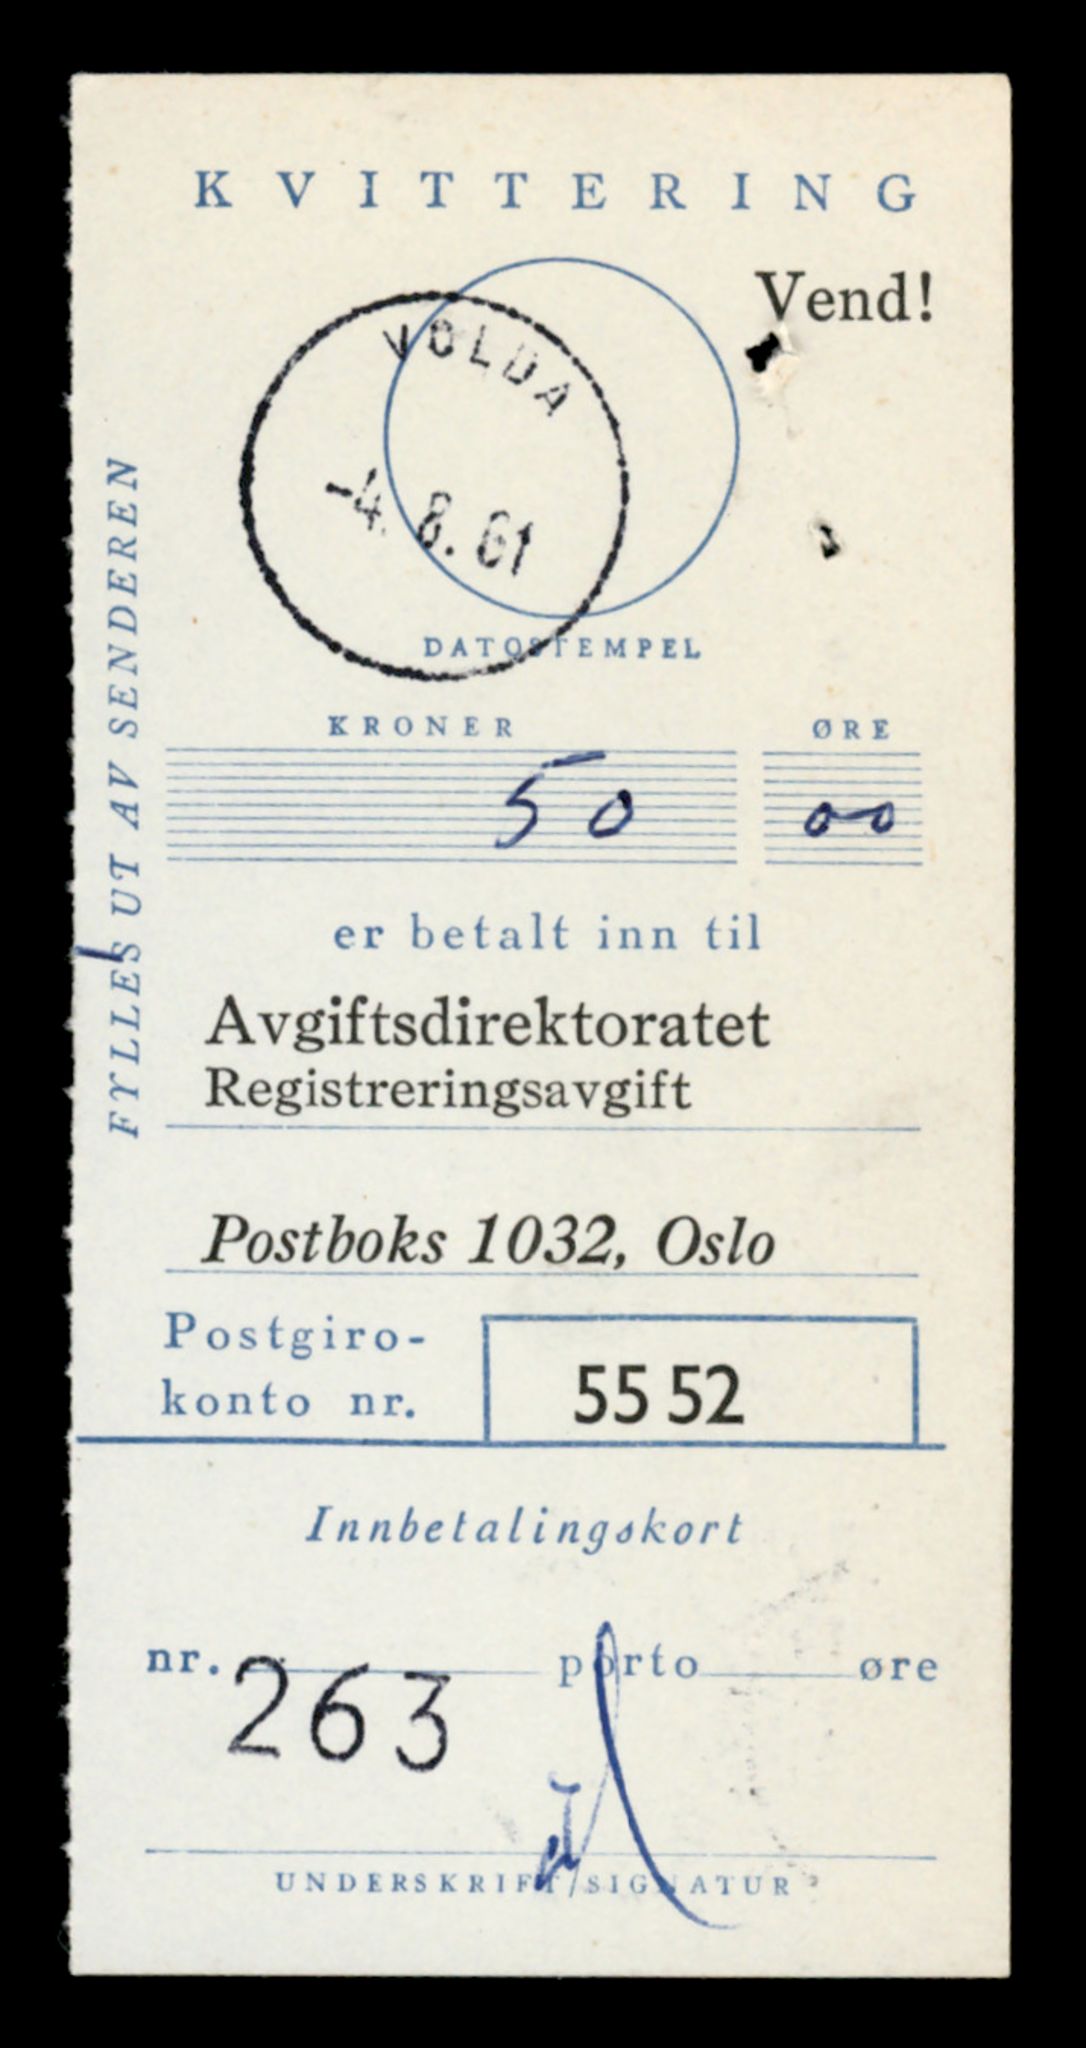 KVITTERING
Vend!
VOLDA
-4. 8. 61
DATOSTEMPEL
FYLLES UT AV SENDEREN
KRONER ØRE
50 00
er betalt inn til
Avgiftsdirektoratet
Registreringsavgift
Postboks 1032, Oslo
Postgiro-
konto nr.
55 52
Innbetalingskort
nr. 263 porto øre
UNDERSKRIFT/SIGNATUR